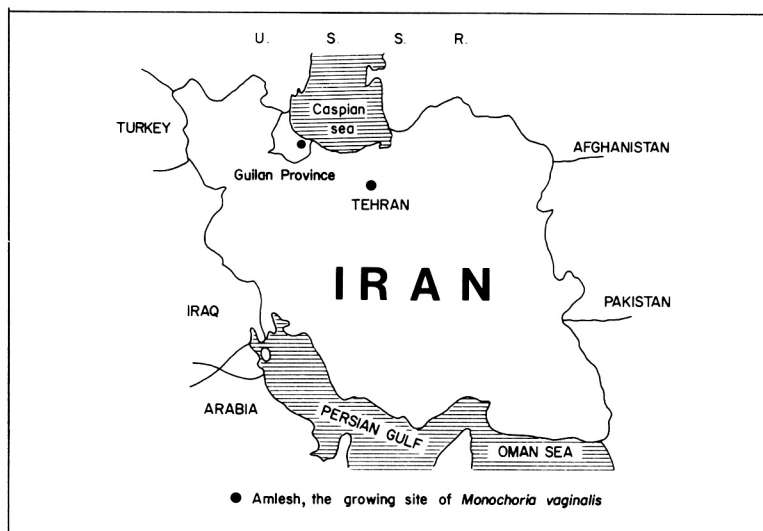 U. S. S. R.
Caspian
sea
TURKEY
AFGHANISTAN
Guilan Province
TEHRAN
IRAN
IRAQ
PAKISTAN
ARABIA
PERSIAN GULF
OMAN SEA
● Amlesh, the growing site of Monochoria vaginalis